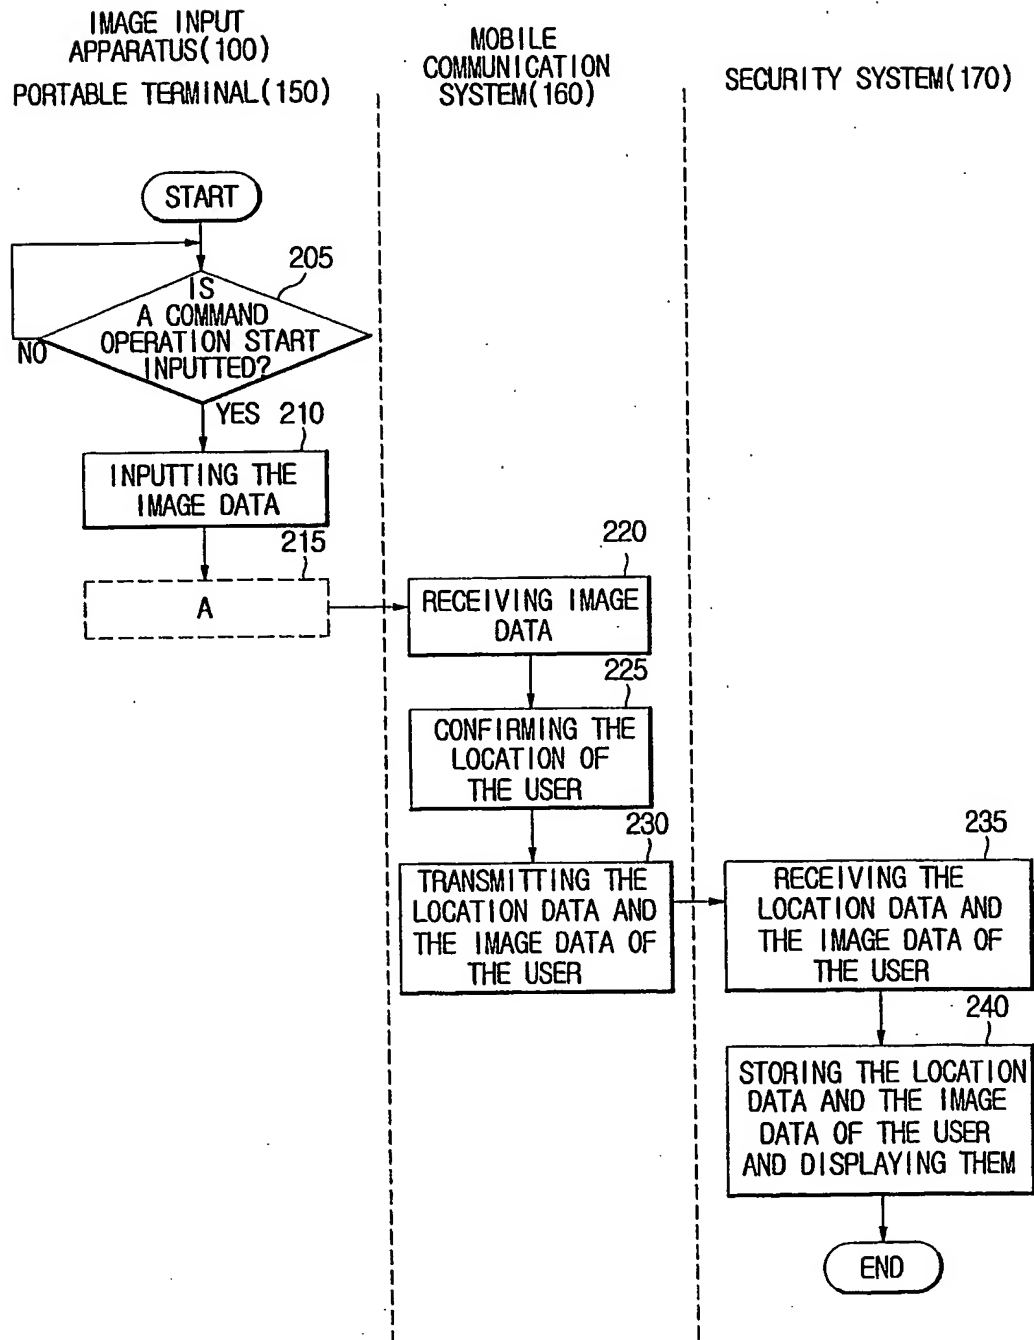 IMAGE INPUT
APPARATUS(100)
PORTABLE TERMINAL(150)
MOBILE
COMMUNICATION
SYSTEM(160)
SECURITY SYSTEM(170)
START
205
IS
A COMMAND
OPERATION START
INPUTTED?
NO
YES
210
INPUTTING THE
IMAGE DATA
215
A
220
RECEIVING IMAGE
DATA
225
CONFIRMING THE
LOCATION OF
THE USER
230
TRANSMITTING THE
LOCATION DATA AND
THE IMAGE DATA OF
THE USER
235
RECEIVING THE
LOCATION DATA AND
THE IMAGE DATA OF
THE USER
240
STORING THE LOCATION
DATA AND THE IMAGE
DATA OF THE USER
AND DISPLAYING THEM
END